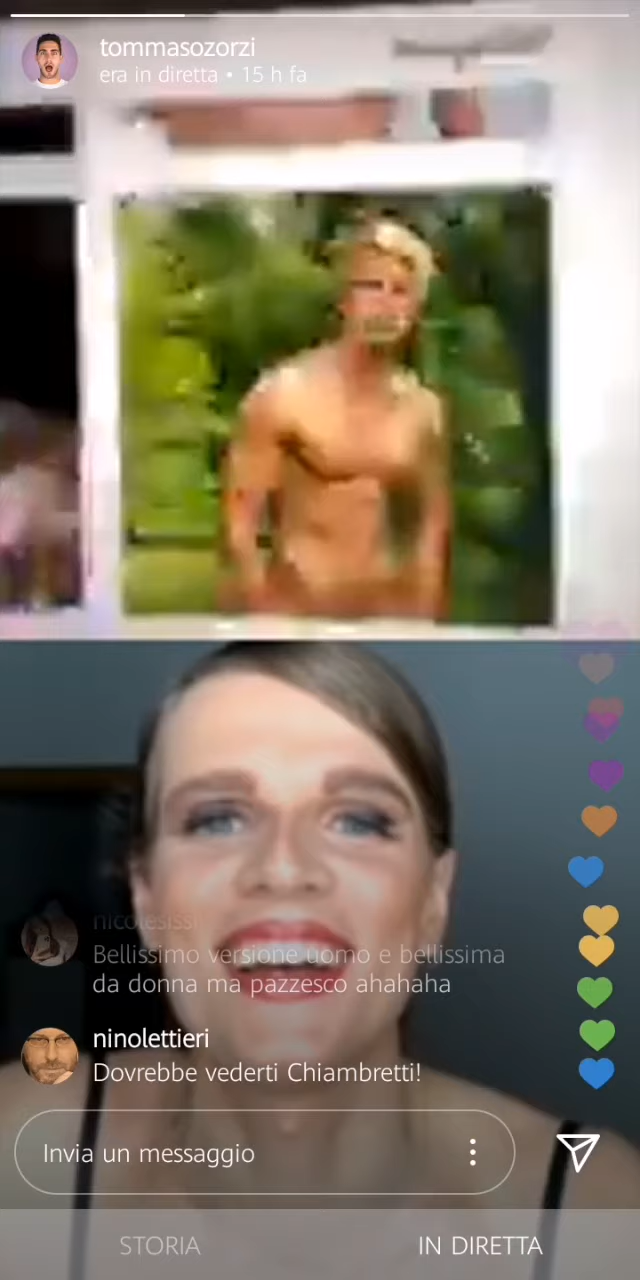 tommasozorzi
era in diretta • 15 h fa
nicolesissi
Bellissimo versione uomo e bellissima
da donna ma pazzesco ahahaha
ninolettieri
Dovrebbe vederti Chiambretti!
Invia un messaggio
STORIA
IN DIRETTA